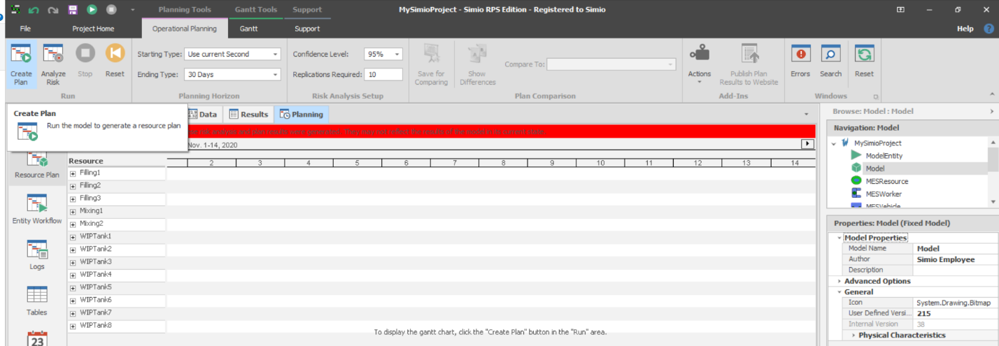 Planning Tools Gantt Tools Support MySimioProject - Simio RPS Edition - Registered to Simio
File Project Home Operational Planning Gantt Support Help
Starting Type: Use current Second Confidence Level: 95%
Ending Type: 30 Days Replications Required: 10
Compare To:
Create Plan
Analyze Risk
Stop
Reset
Save for Comparing
Show Differences
Actions
Publish Plan Results to Website
Errors
Search
Reset
Run Planning Horizon Risk Analysis Setup Plan Comparison Add-Ins Windows
Create Plan
Run the model to generate a resource plan
Data Results Planning
the risk analysis and plan results were generated. They may not reflect the results of the model in its current state.
Nov. 1-14, 2020
Resource 2 3 4 5 6 7 8 9 10 11 12 13 14
Filling1
Filling2
Filling3
Mixing1
Mixing2
WIPTank1
WIPTank2
WIPTank3
WIPTank4
WIPTank5
WIPTank6
WIPTank7
WIPTank8
To display the gantt chart, click the "Create Plan" button in the "Run" area.
Resource Plan
Entity Workflow
Logs
Tables
23
Browse: Model : Model
Navigation: Model
MySimioProject
ModelEntity
Model
MESResource
MESWorker
MESVehicle
Properties: Model (Fixed Model)
Model Properties
Model Name Model
Author Simio Employee
Description
Advanced Options
General
Icon System.Drawing.Bitmap
User Defined Versi... 215
Internal Version 38
Physical Characteristics